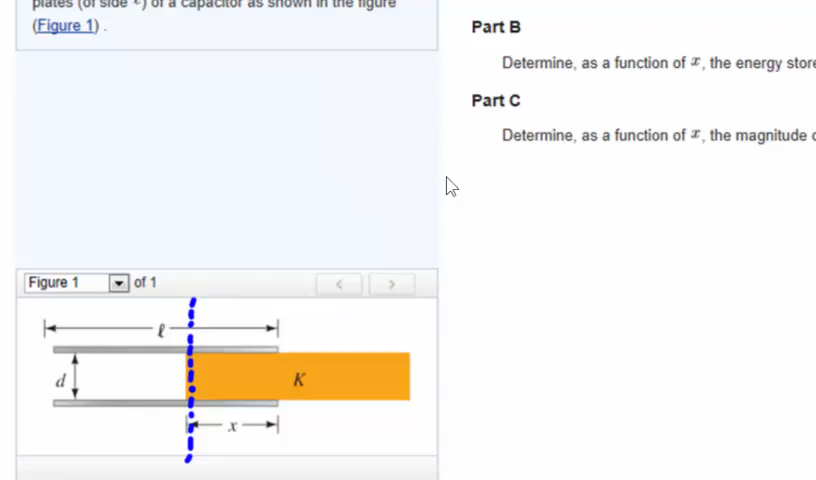 plates (of side ℓ) of a capacitor as shown in the figure
(Figure 1) .
Part B
Determine, as a function of x, the energy store
Part C
Determine, as a function of x, the magnitude
Figure 1 of 1
ℓ
d
K
x